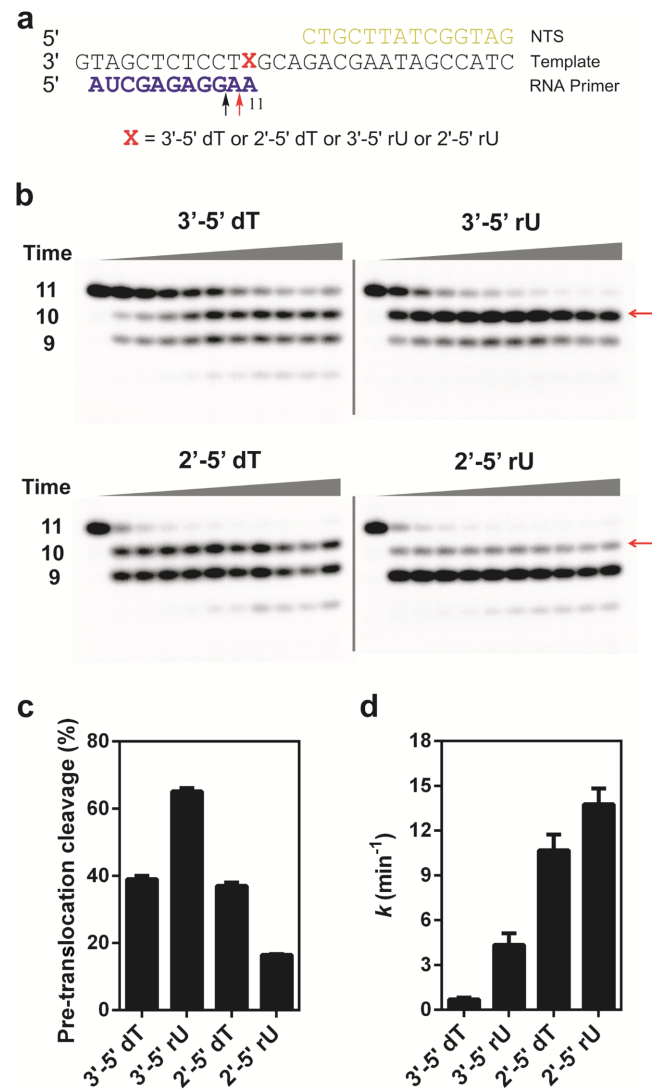 a
5' CTGCTTATCGGTAG NTS
3' GTAGCTCTCCTXGCAGACGAATAGCCATC Template
5' AUCGAGAGGAA RNA Primer
11
X = 3'-5' dT or 2'-5' dT or 3'-5' rU or 2'-5' rU
b
3'-5' dT 3'-5' rU
Time
11
10
9
2'-5' dT 2'-5' rU
Time
11
10
9
c
Pre-translocation cleavage (%)
80
60
40
20
0
3'-5' dT
3'-5' rU
2'-5' dT
2'-5' rU
d
k (min-1)
18
15
12
9
6
3
0
3'-5' dT
3'-5' rU
2'-5' dT
2'-5' rU